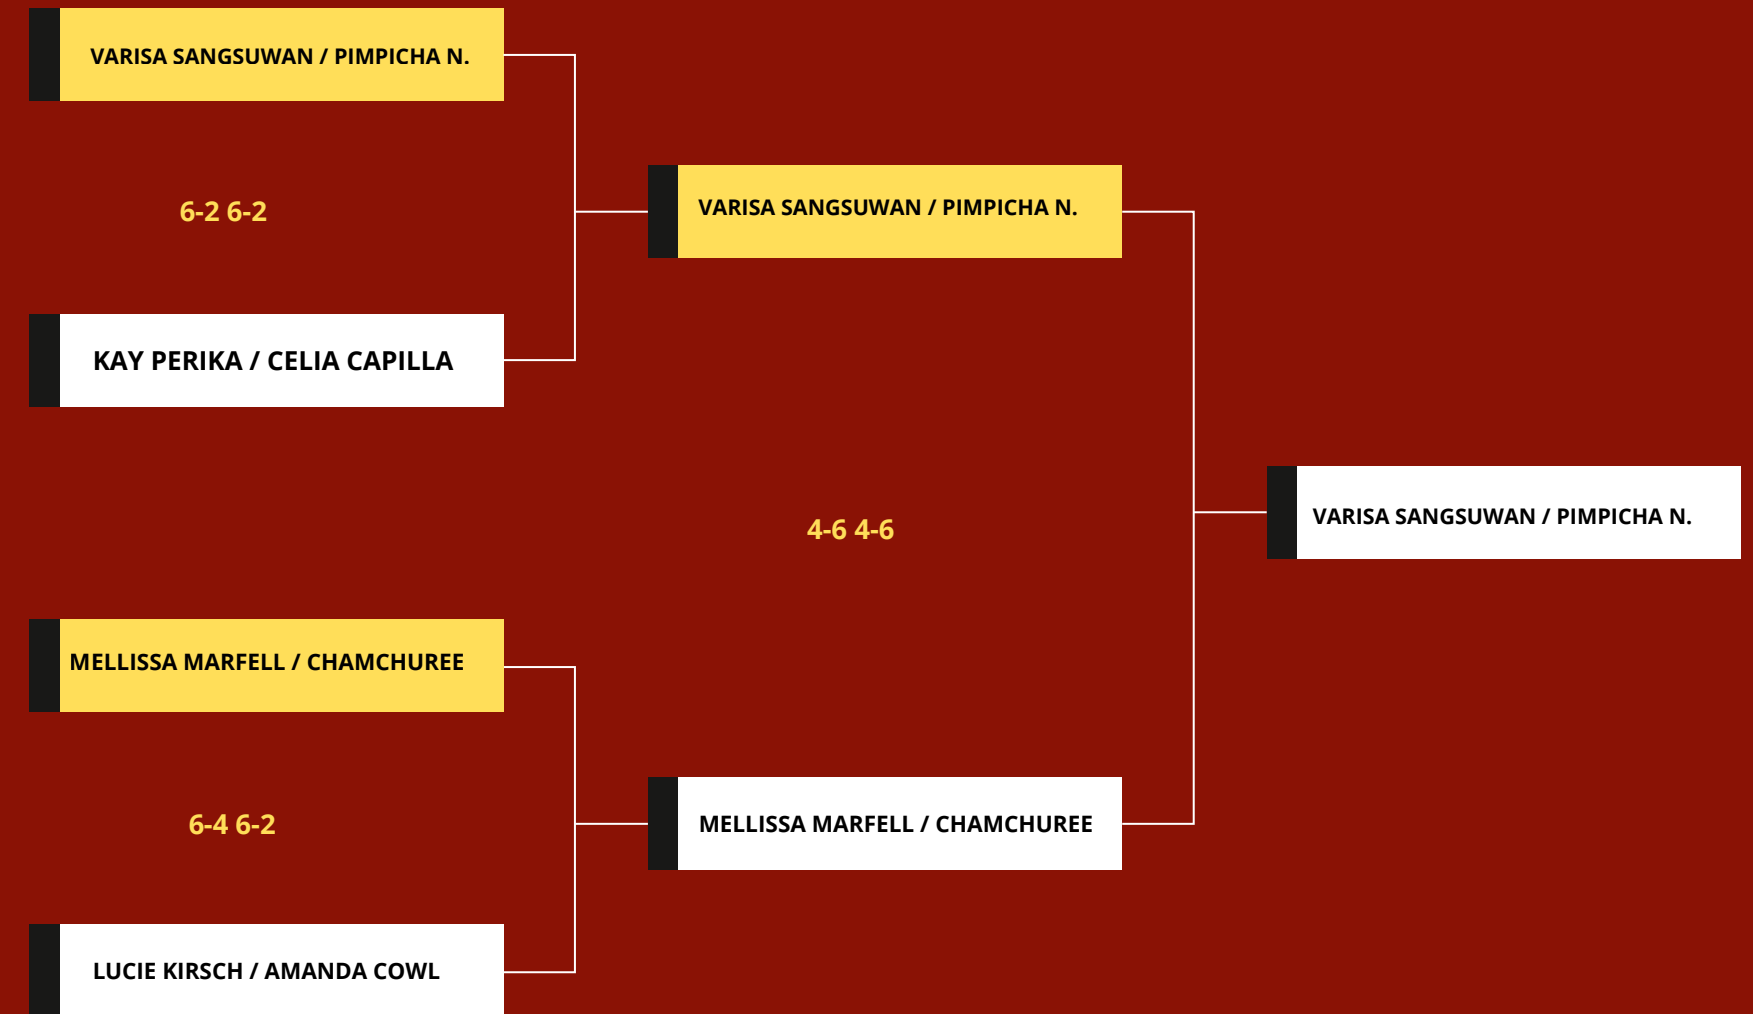 VARISA SANGSUWAN / PIMPICHA N.
6-2 6-2
KAY PERIKA / CELIA CAPILLA
VARISA SANGSUWAN / PIMPICHA N.
4-6 4-6
VARISA SANGSUWAN / PIMPICHA N.
MELLISSA MARFELL / CHAMCHUREE
6-4 6-2
MELLISSA MARFELL / CHAMCHUREE
LUCIE KIRSCH / AMANDA COWL